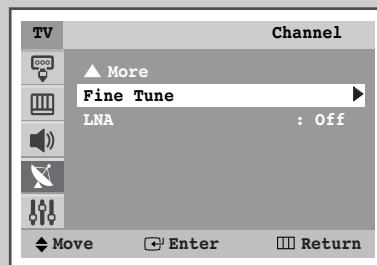 TV Channel
▲ More
Fine Tune ▶
LNA : Off
Move Enter Return